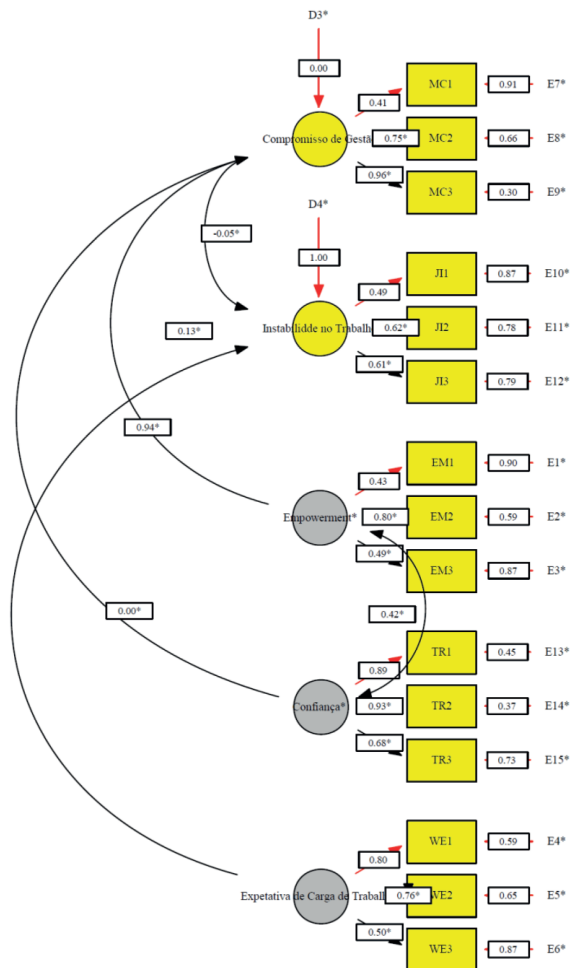 D3*
0.00
MC1 0.91 E7*
0.41
Compromisso de Gestã 0.75* MC2 0.66 E8*
0.96*
MC3 0.30 E9*
D4*
-0.05*
1.00
JI1 0.87 E10*
0.49
0.13* Instabilidde no Trabalh 0.62* JI2 0.78 E11*
0.61*
JI3 0.79 E12*
0.94*
EM1 0.90 E1*
0.43
Empowerment* 0.80* EM2 0.59 E2*
0.49*
EM3 0.87 E3*
0.00* 0.42*
TR1 0.45 E13*
0.89
Confiança* 0.93* TR2 0.37 E14*
0.68*
TR3 0.73 E15*
WE1 0.59 E4*
0.80
Expetativa de Carga de Trabal 0.76* WE2 0.65 E5*
0.50*
WE3 0.87 E6*